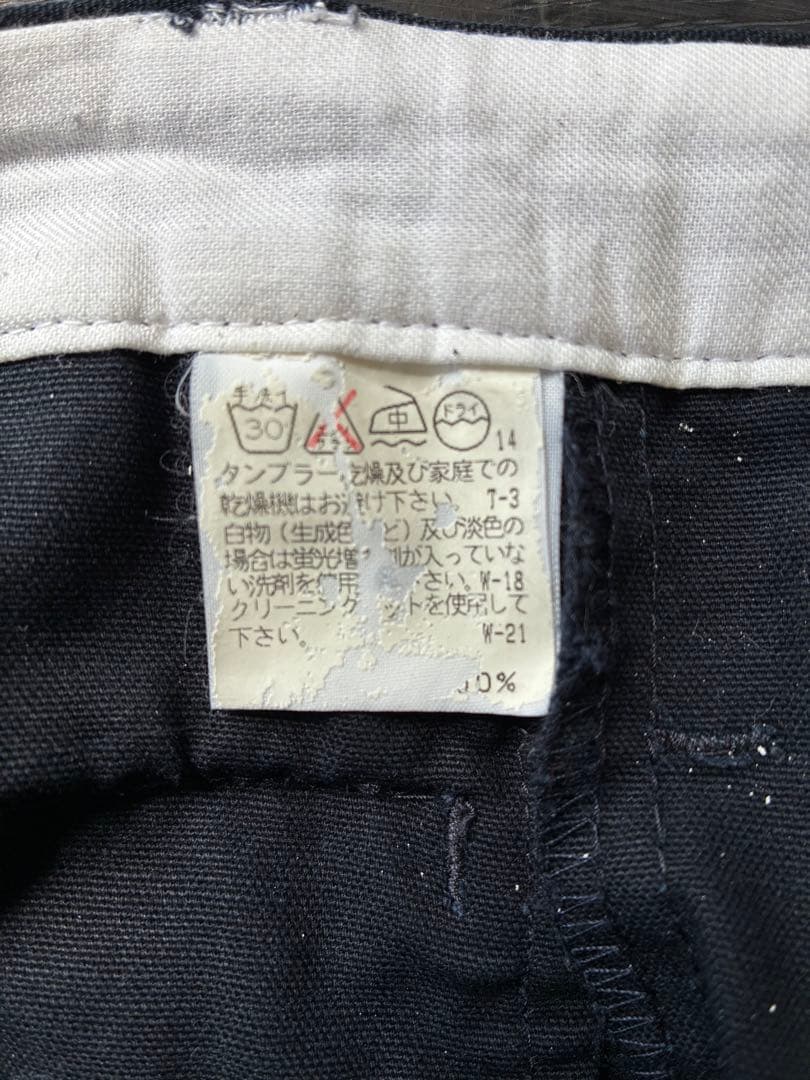 手洗イ
30 中 ドライ 14
タンブラー乾燥及び家庭での
乾燥機はお避け下さい。 T-3
白物(生成色 ど)及び淡色の
場合は蛍光増 剤が入っていな
い洗剤を使用 さい。W-18
クリーニング ットを使用して
下さい。 W-21
00%